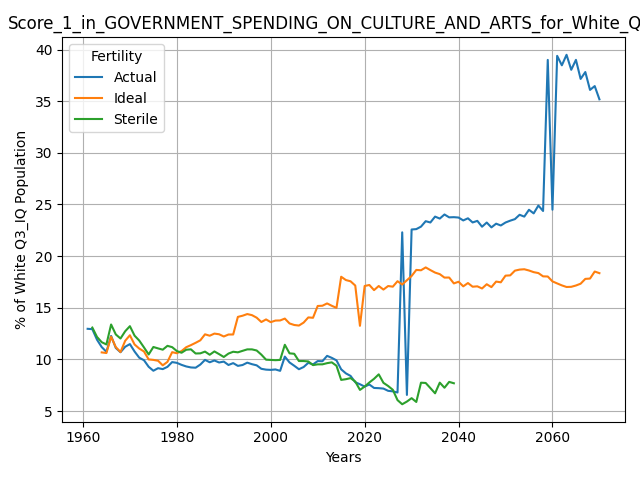 Score_1_in_GOVERNMENT_SPENDING_ON_CULTURE_AND_ARTS_for_White_Q
Fertility
Actual
Ideal
Sterile
% of White Q3_IQ Population
40
35
30
25
20
15
10
5
1960 1980 2000 2020 2040 2060
Years